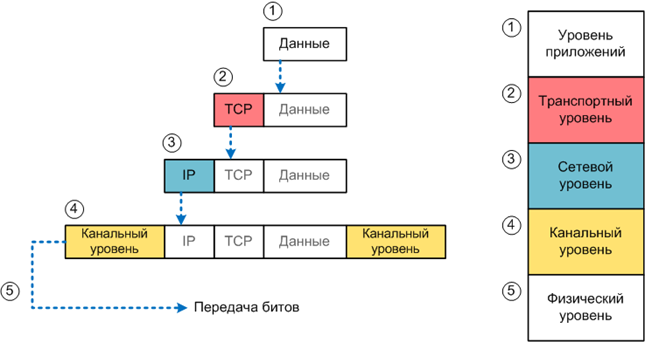 1
Данные
2
TCP
Данные
3
IP
TCP
Данные
4
Канальный
уровень
IP
TCP
Данные
Канальный
уровень
5
Передача битов
1
Уровень
приложений
2
Транспортный
уровень
3
Сетевой
уровень
4
Канальный
уровень
5
Физический
уровень